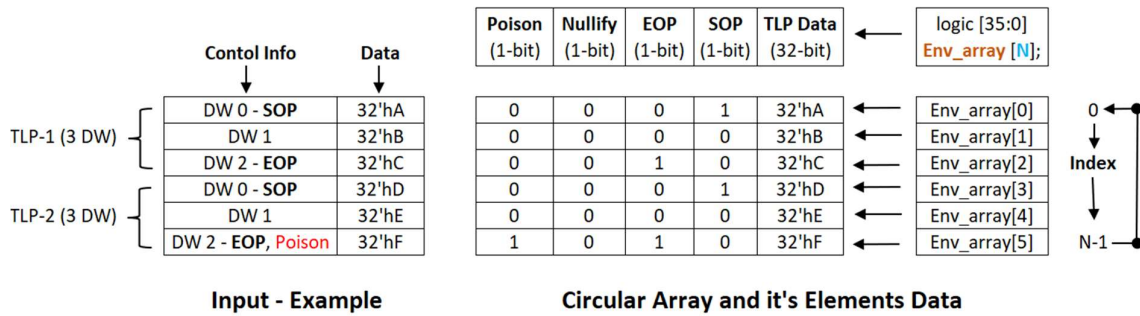 Poison Nullify EOP SOP TLP Data
(1-bit) (1-bit) (1-bit) (1-bit) (32-bit)
logic [35:0]
Env_array [N];
Contol Info Data
DW 0 - SOP 32'hA
DW 1 32'hB
DW 2 - EOP 32'hC
DW 0 - SOP 32'hD
DW 1 32'hE
DW 2 - EOP, Poison 32'hF
TLP-1 (3 DW)
TLP-2 (3 DW)
0 0 0 1 32'hA Env_array[0]
0 0 0 0 32'hB Env_array[1]
0 0 1 0 32'hC Env_array[2]
0 0 0 1 32'hD Env_array[3]
0 0 0 0 32'hE Env_array[4]
1 0 1 0 32'hF Env_array[5]
0
Index
N-1
Input - Example
Circular Array and it's Elements Data